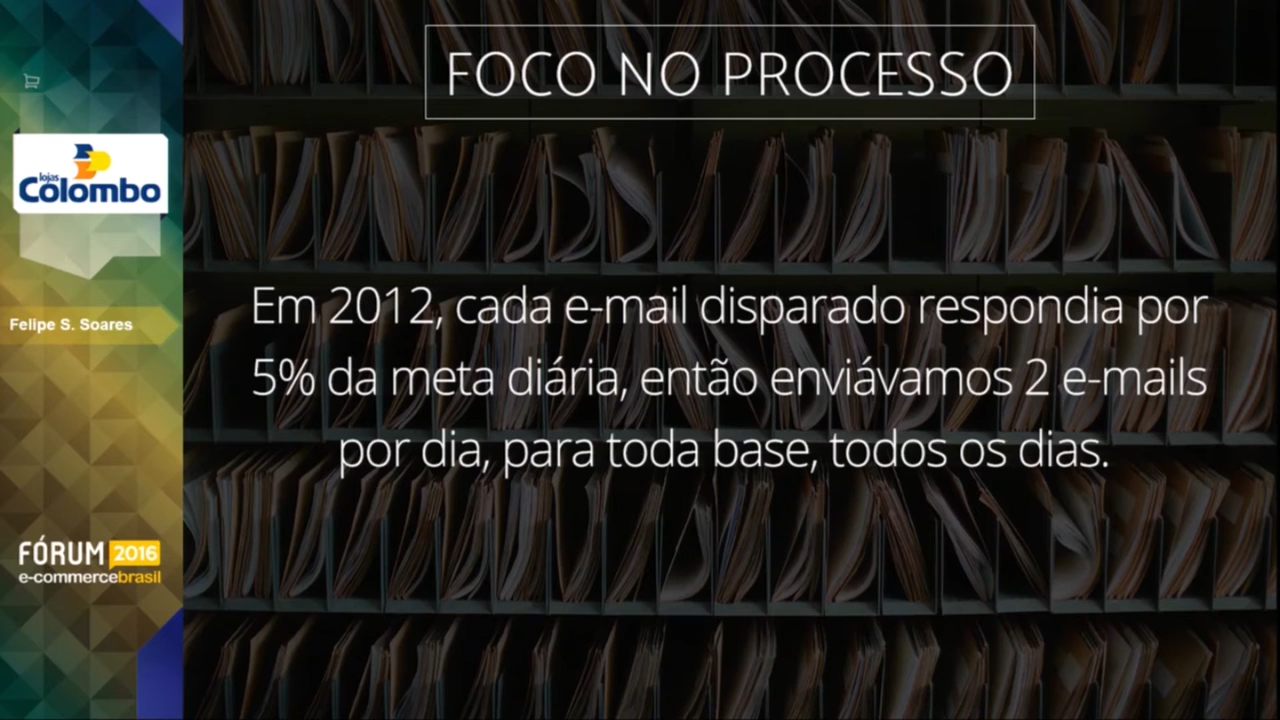 FOCO NO PROCESSO
lojas
Colombo
Felipe S. Soares
Em 2012, cada e-mail disparado respondia por
5% da meta diária, então enviávamos 2 e-mails
por dia, para toda base, todos os dias.
FÓRUM 2016
e-commercebrasil